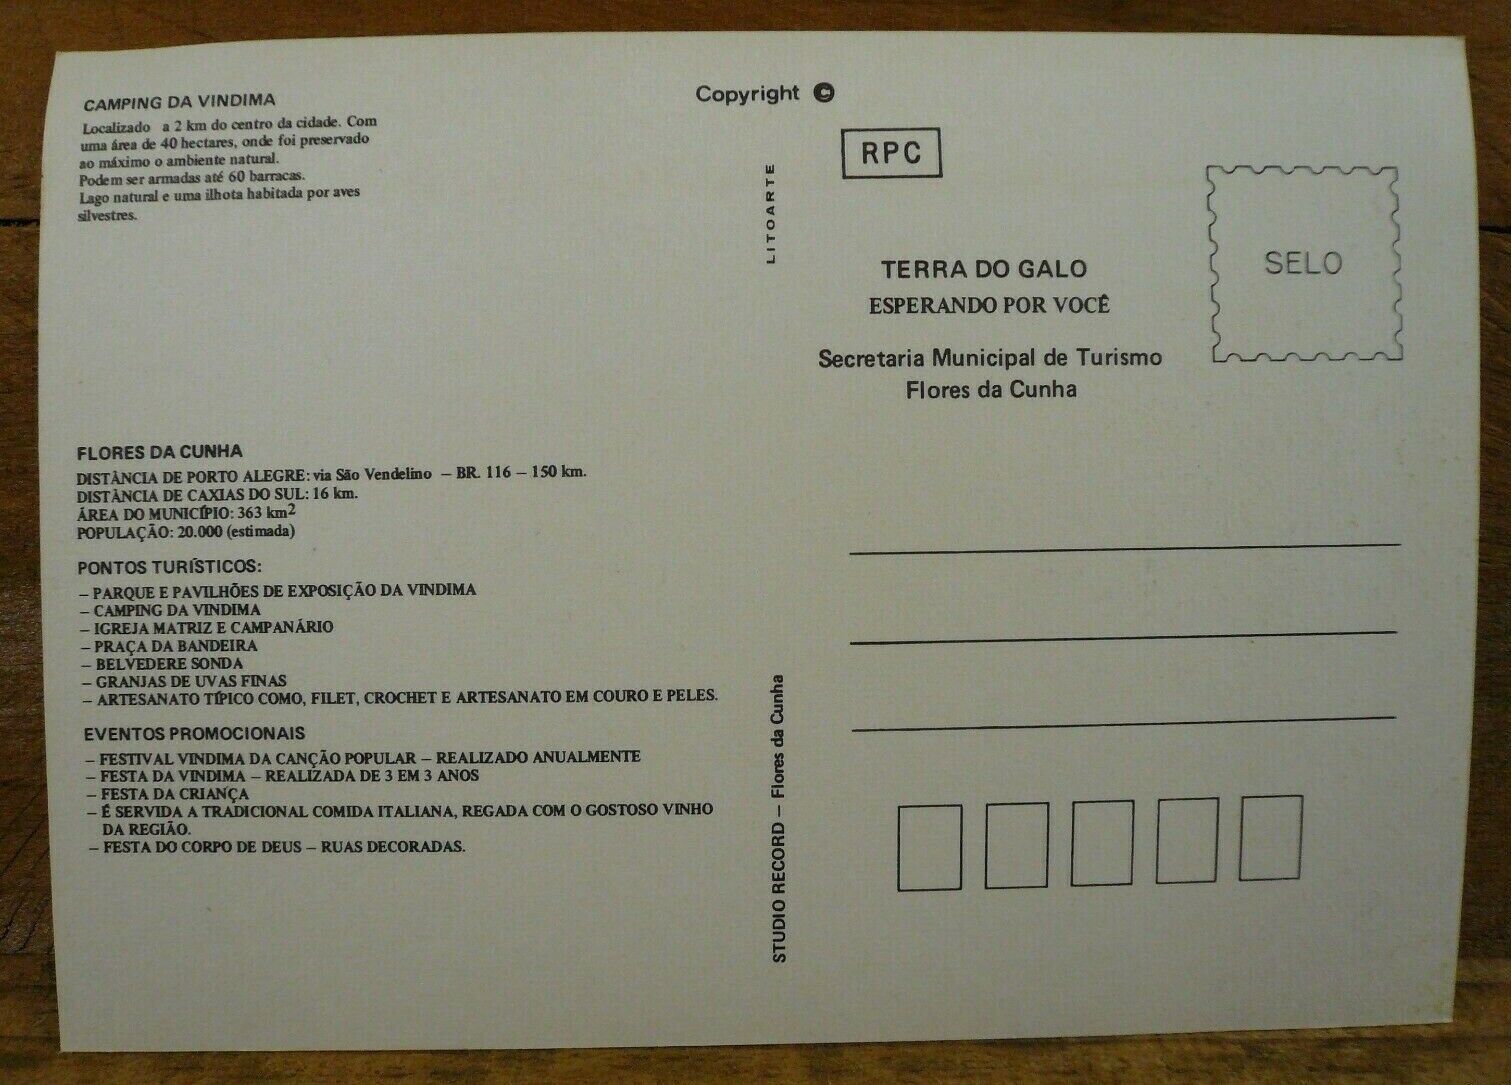 CAMPING DA VINDIMA
Localizado a 2 km do centro da cidade. Com
uma área de 40 hectares, onde foi preservado
ao máximo o ambiente natural.
Podem ser armadas até 60 barracas.
Lago natural e uma ilhota habitada por aves
silvestres.
FLORES DA CUNHA
DISTÂNCIA DE PORTO ALEGRE: via São Vendelino – BR. 116 – 150 km.
DISTÂNCIA DE CAXIAS DO SUL: 16 km.
ÁREA DO MUNICÍPIO: 363 km2
POPULAÇÃO: 20.000 (estimada)
PONTOS TURÍSTICOS:
– PARQUE E PAVILHÕES DE EXPOSIÇÃO DA VINDIMA
– CAMPING DA VINDIMA
– IGREJA MATRIZ E CAMPANÁRIO
– PRAÇA DA BANDEIRA
– BELVEDERE SONDA
– GRANJAS DE UVAS FINAS
– ARTESANATO TÍPICO COMO, FILET, CROCHET E ARTESANATO EM COURO E PELES.
EVENTOS PROMOCIONAIS
– FESTIVAL VINDIMA DA CANÇÃO POPULAR – REALIZADO ANUALMENTE
– FESTA DA VINDIMA – REALIZADA DE 3 EM 3 ANOS
– FESTA DA CRIANÇA
– É SERVIDA A TRADICIONAL COMIDA ITALIANA, REGADA COM O GOSTOSO VINHO
DA REGIÃO.
– FESTA DO CORPO DE DEUS – RUAS DECORADAS.
Copyright ©
LITOARTE
STUDIO RECORD – Flores da Cunha
RPC
SELO
TERRA DO GALO
ESPERANDO POR VOCÊ
Secretaria Municipal de Turismo
Flores da Cunha